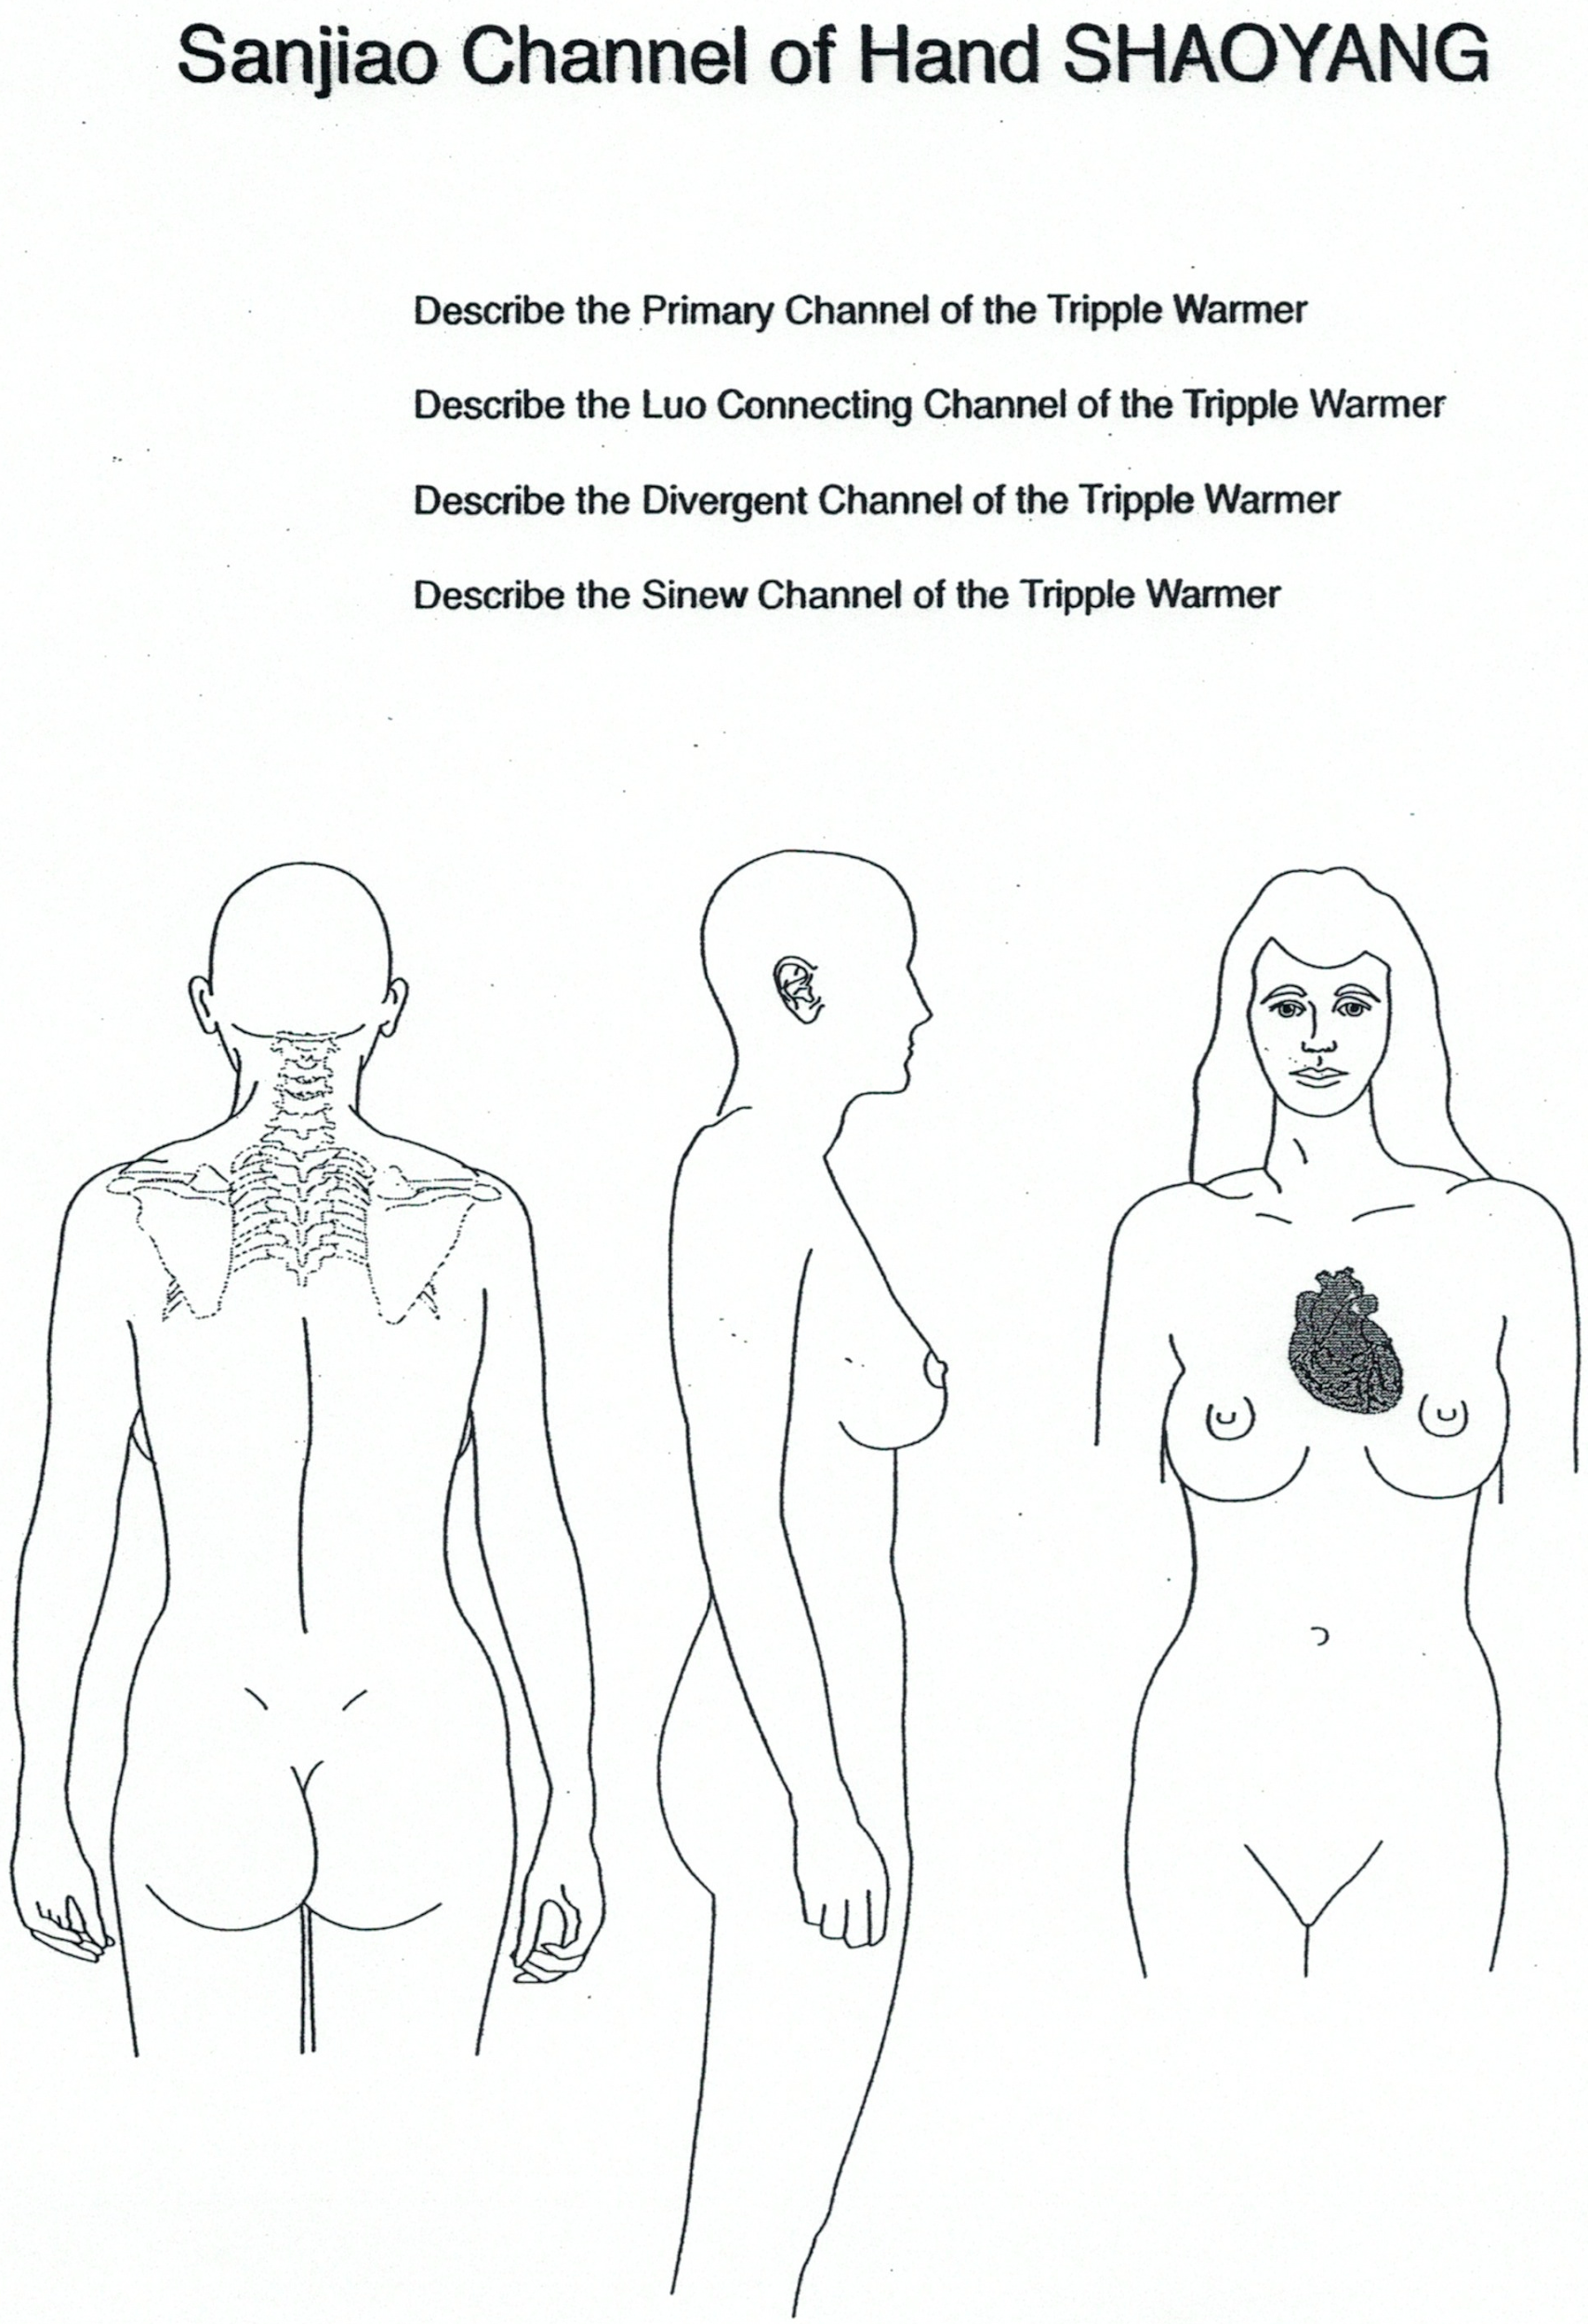 Sanjiao Channel of Hand SHAOYANG
Describe the Primary Channel of the Tripple Warmer
Describe the Luo Connecting Channel of the Tripple Warmer
Describe the Divergent Channel of the Tripple Warmer
Describe the Sinew Channel of the Tripple Warmer